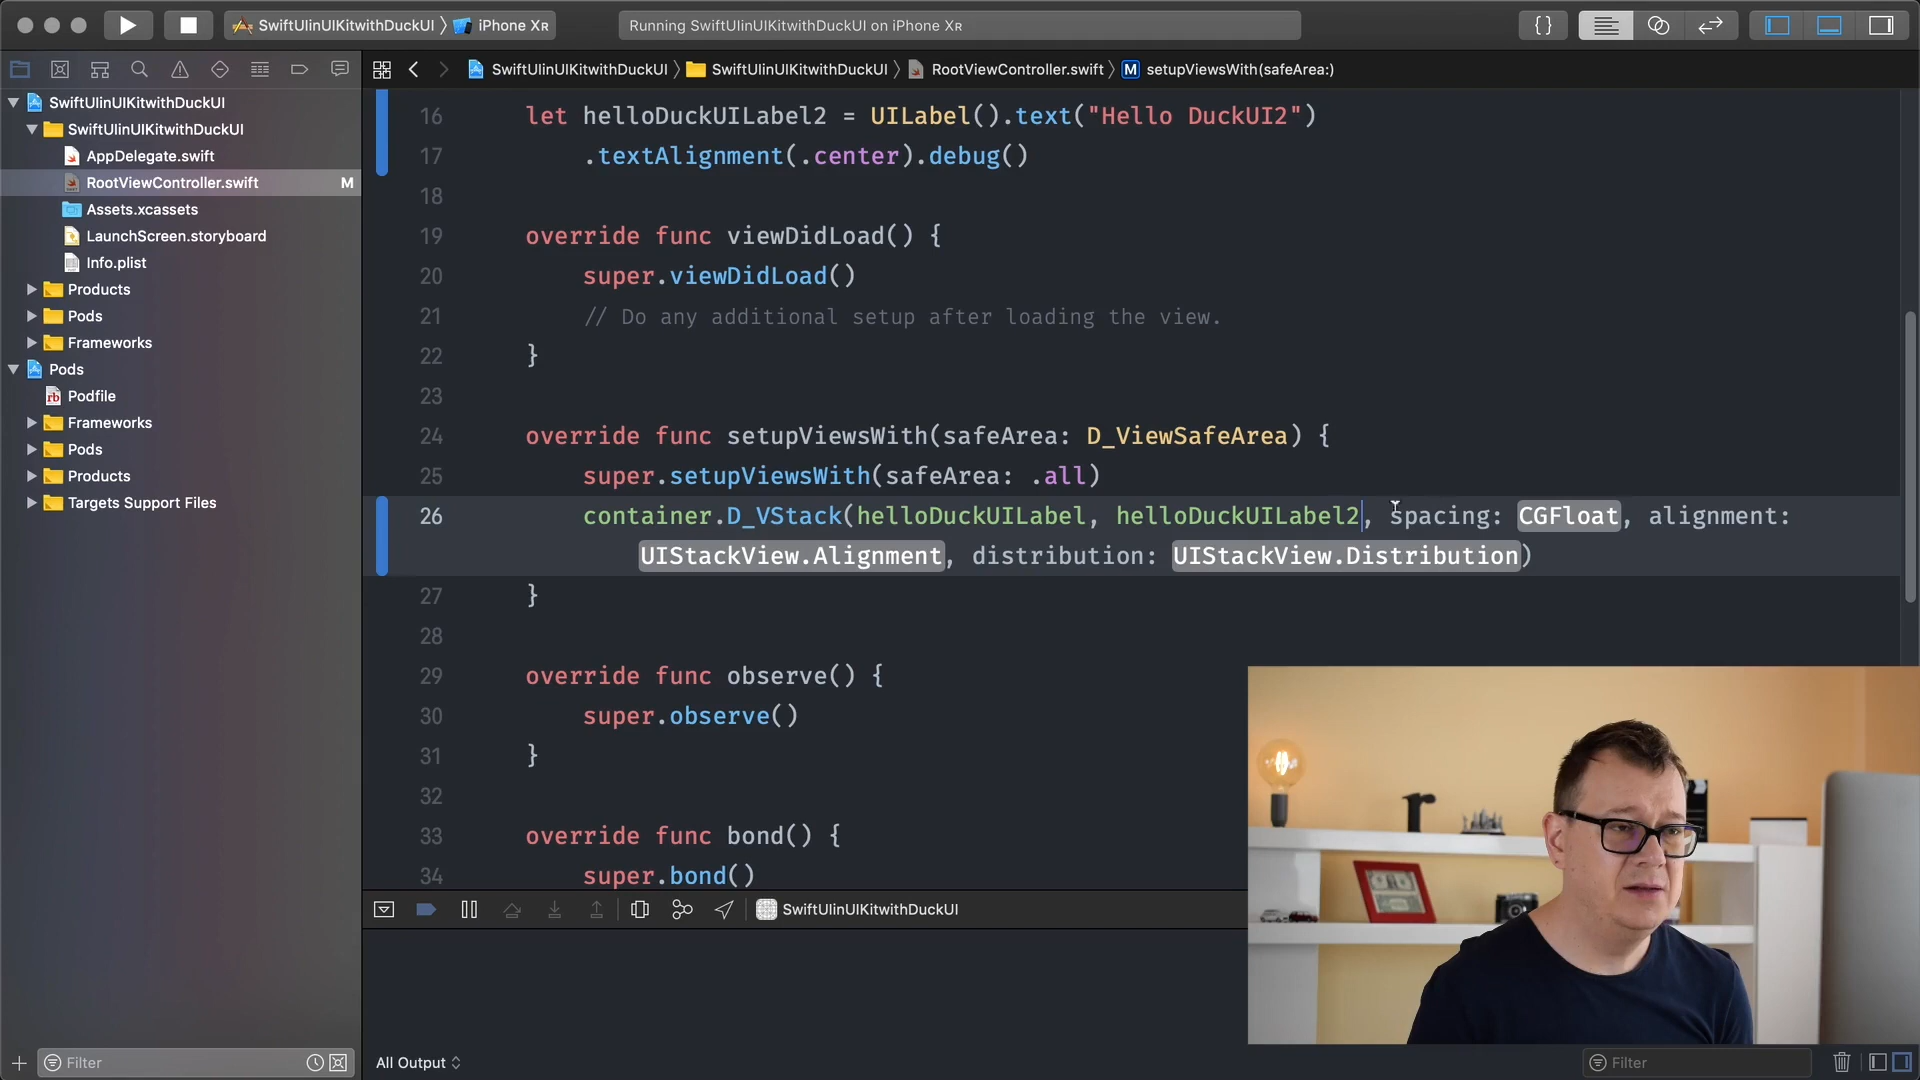 SwiftUIinUIKitwithDuckUI 〉 iPhone XR
Running SwiftUIinUIKitwithDuckUI on iPhone XR
{}
SwiftUIinUIKitwithDuckUI 〉 SwiftUIinUIKitwithDuckUI 〉 RootViewController.swift 〉 M setupViewsWith(safeArea:)
SwiftUIinUIKitwithDuckUI
SwiftUIinUIKitwithDuckUI
AppDelegate.swift
RootViewController.swift M
Assets.xcassets
LaunchScreen.storyboard
Info.plist
Products
Pods
Frameworks
Pods
rb Podfile
Frameworks
Pods
Products
Targets Support Files
16 let helloDuckUILabel2 = UILabel().text("Hello DuckUI2")
17 .textAlignment(.center).debug()
18
19 override func viewDidLoad() {
20 super.viewDidLoad()
21 // Do any additional setup after loading the view.
22 }
23
24 override func setupViewsWith(safeArea: D_ViewSafeArea) {
25 super.setupViewsWith(safeArea: .all)
26 container.D_VStack(helloDuckUILabel, helloDuckUILabel2, spacing: CGFloat, alignment:
UIStackView.Alignment, distribution: UIStackView.Distribution)
27 }
28
29 override func observe() {
30 super.observe()
31 }
32
33 override func bond() {
34 super.bond()
SwiftUIinUIKitwithDuckUI
Filter
All Output
Filter